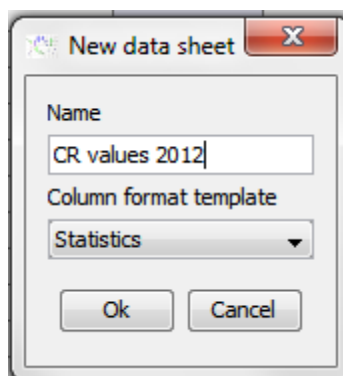 New data sheet
Name
CR values 2012
Column format template
Statistics
Ok Cancel